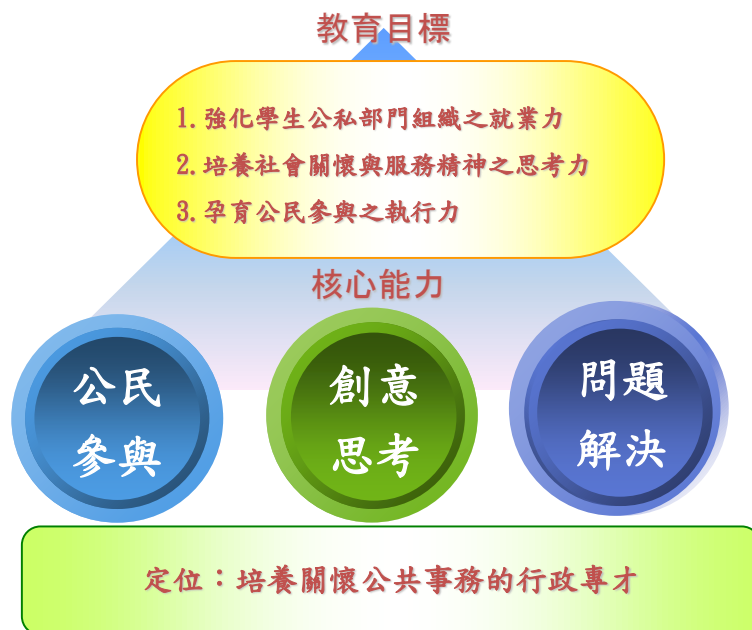 教育目標
1.強化學生公私部門組織之就業力
2.培養社會關懷與服務精神之思考力
3.孕育公民參與之執行力
核心能力
公民
參與
創意
思考
問題
解決
定位：培養關懷公共事務的行政專才